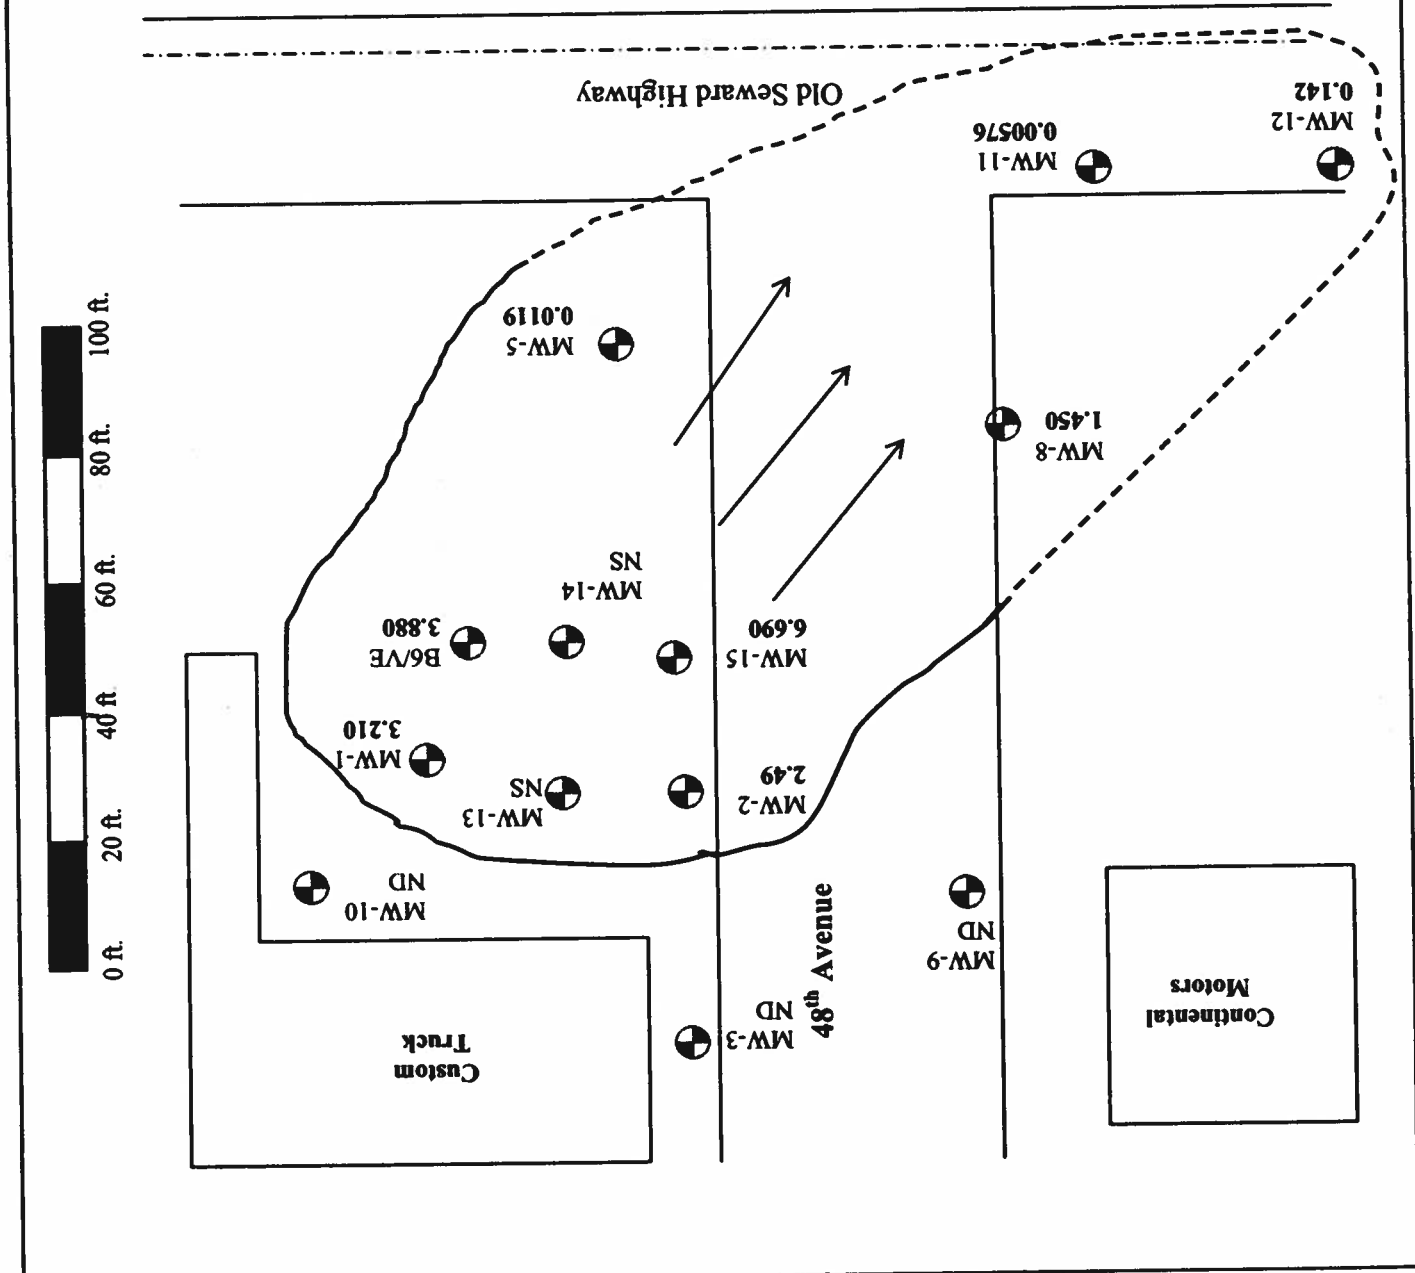 Custom
Truck
Continental
Motors
48th Avenue
MW-3
ND
MW-9
ND
MW-10
ND
MW-13
NS
MW-2
2.49
MW-1
3.210
B6/VE
3.880
MW-15
6.690
MW-14
NS
MW-8
1.450
MW-5
0.0119
MW-11
0.00576
MW-12
0.142
Old Seward Highway
0 ft.
20 ft.
40 ft
60 ft.
80 ft.
100 ft.